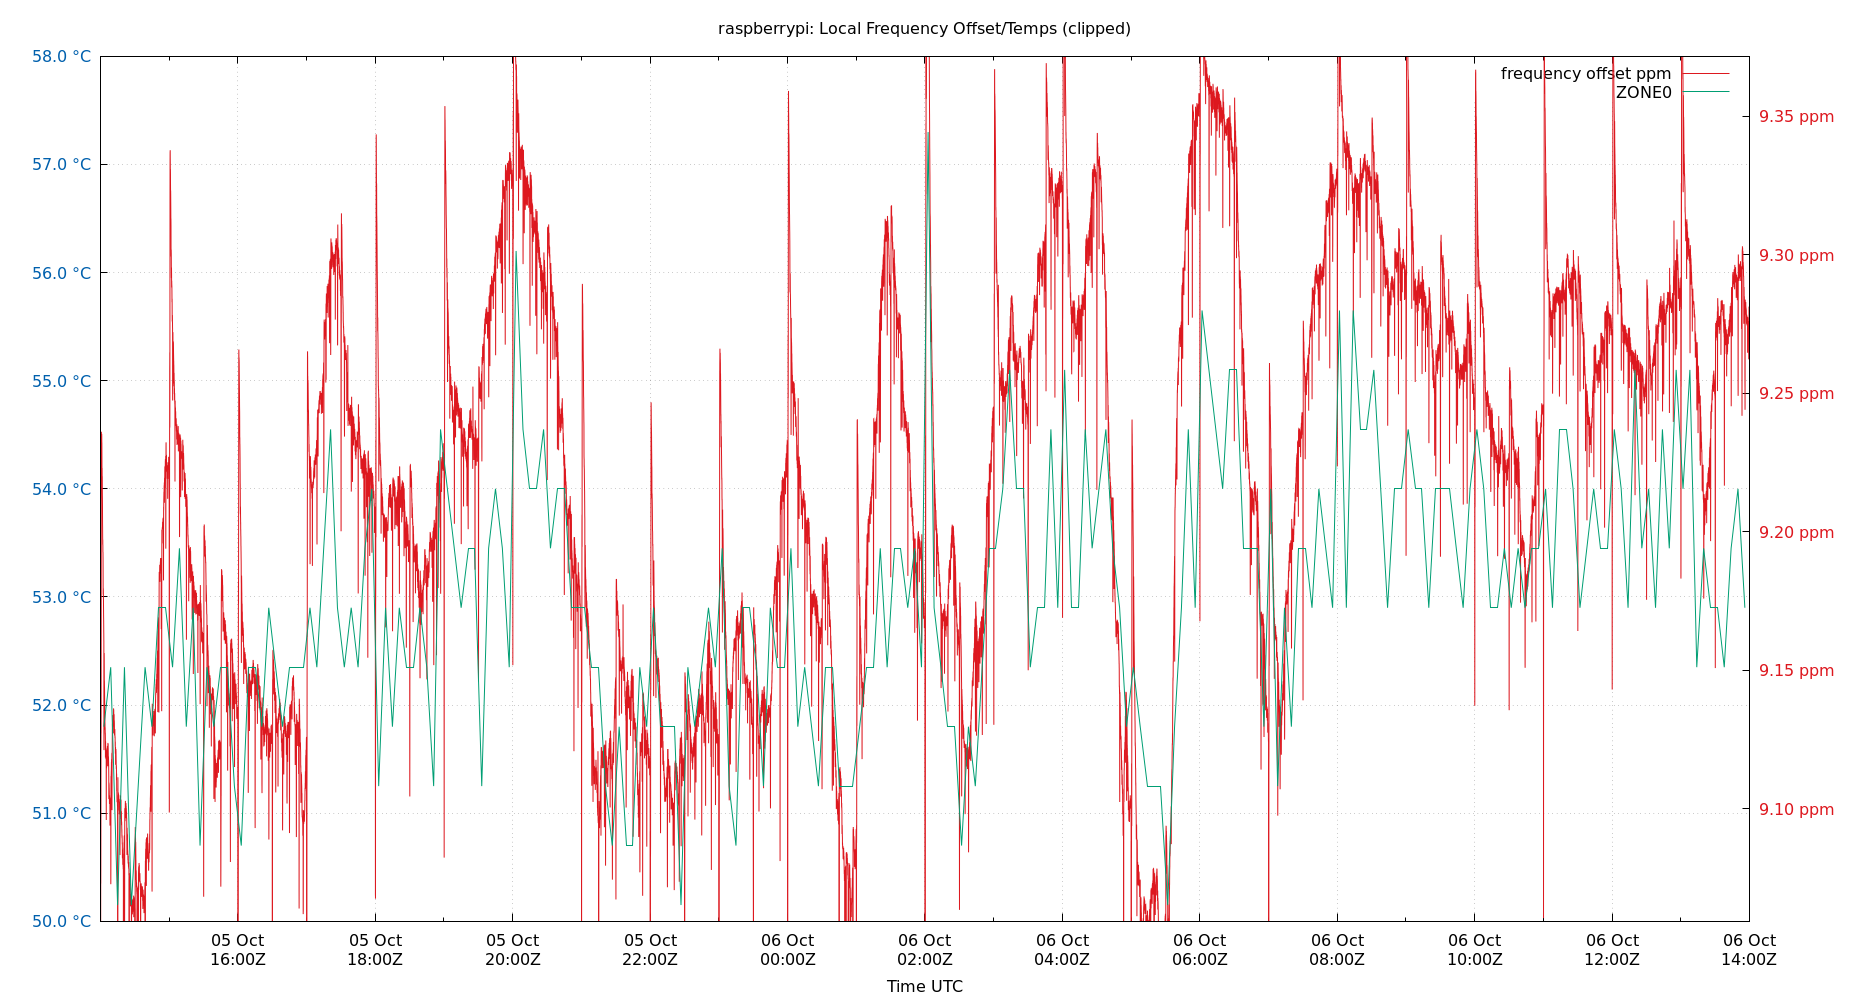 raspberrypi: Local Frequency Offset/Temps (clipped)
58.0 °C
57.0 °C
56.0 °C
55.0 °C
54.0 °C
53.0 °C
52.0 °C
51.0 °C
50.0 °C
frequency offset ppm
ZONE0
9.35 ppm
9.30 ppm
9.25 ppm
9.20 ppm
9.15 ppm
9.10 ppm
05 Oct 05 Oct 05 Oct 05 Oct 06 Oct 06 Oct 06 Oct 06 Oct 06 Oct 06 Oct 06 Oct 06 Oct
16:00Z 18:00Z 20:00Z 22:00Z 00:00Z 02:00Z 04:00Z 06:00Z 08:00Z 10:00Z 12:00Z 14:00Z
Time UTC